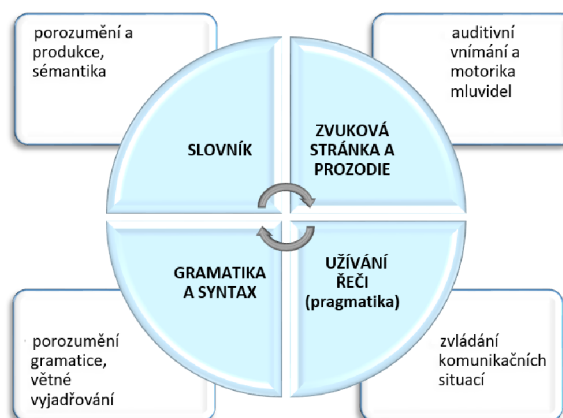 porozumění a
produkce,
sémantika
auditivní
vnímání a
motorika
mluvidel
SLOVNÍK
ZVUKOVÁ
STRÁNKA A
PROZODIE
GRAMATIKA
A SYNTAX
UŽÍVÁNÍ
ŘEČI
(pragmatika)
porozumění
gramatice,
větné
vyjadřování
zvládání
komunikačních
situací